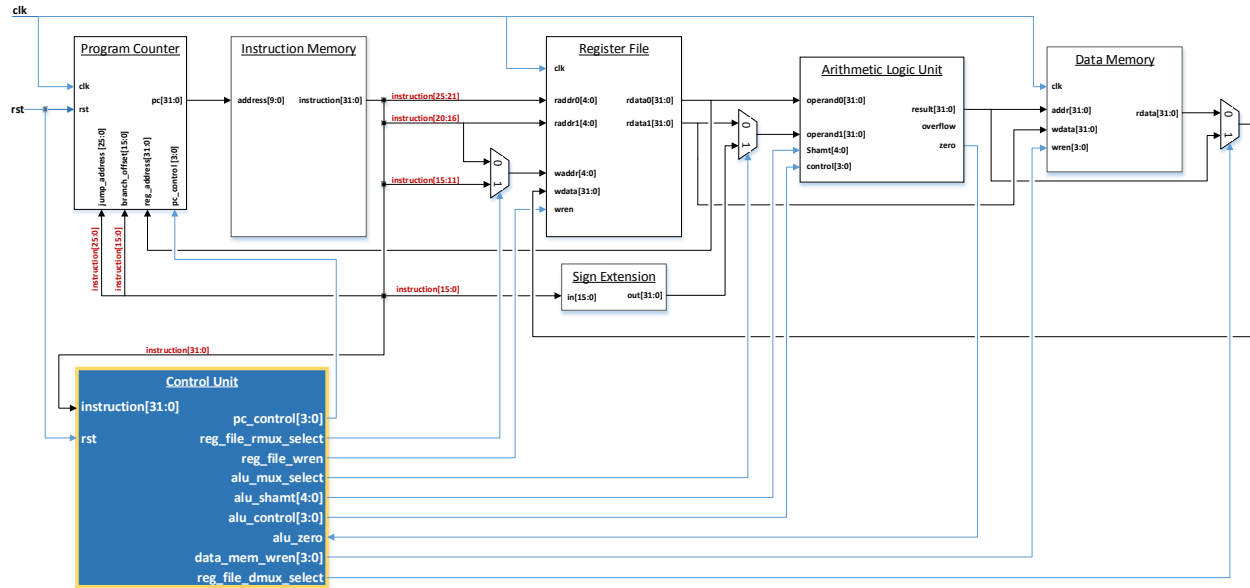 clk
Program Counter
clk
rst
pc[31:0]
jump_address [25:0]
branch_offset[15:0]
reg_address[31:0]
pc_control [3:0]
rst
Instruction Memory
address[9:0]
instruction[31:0]
instruction[25:21]
instruction[20:16]
instruction[15:11]
0
1
Register File
clk
raddr0[4:0]
rdata0[31:0]
raddr1[4:0]
rdata1[31:0]
waddr[4:0]
wdata[31:0]
wren
0
1
Arithmetic Logic Unit
operand0[31:0]
result[31:0]
overflow
operand1[31:0]
zero
Shamt[4:0]
control[3:0]
Data Memory
clk
addr[31:0]
rdata[31:0]
wdata[31:0]
wren[3:0]
0
1
instruction[25:0]
instruction[15:0]
instruction[15:0]
Sign Extension
in[15:0]
out[31:0]
instruction[31:0]
Control Unit
instruction[31:0]
rst
pc_control[3:0]
reg_file_rmux_select
reg_file_wren
alu_mux_select
alu_shamt[4:0]
alu_control[3:0]
alu_zero
data_mem_wren[3:0]
reg_file_dmux_select